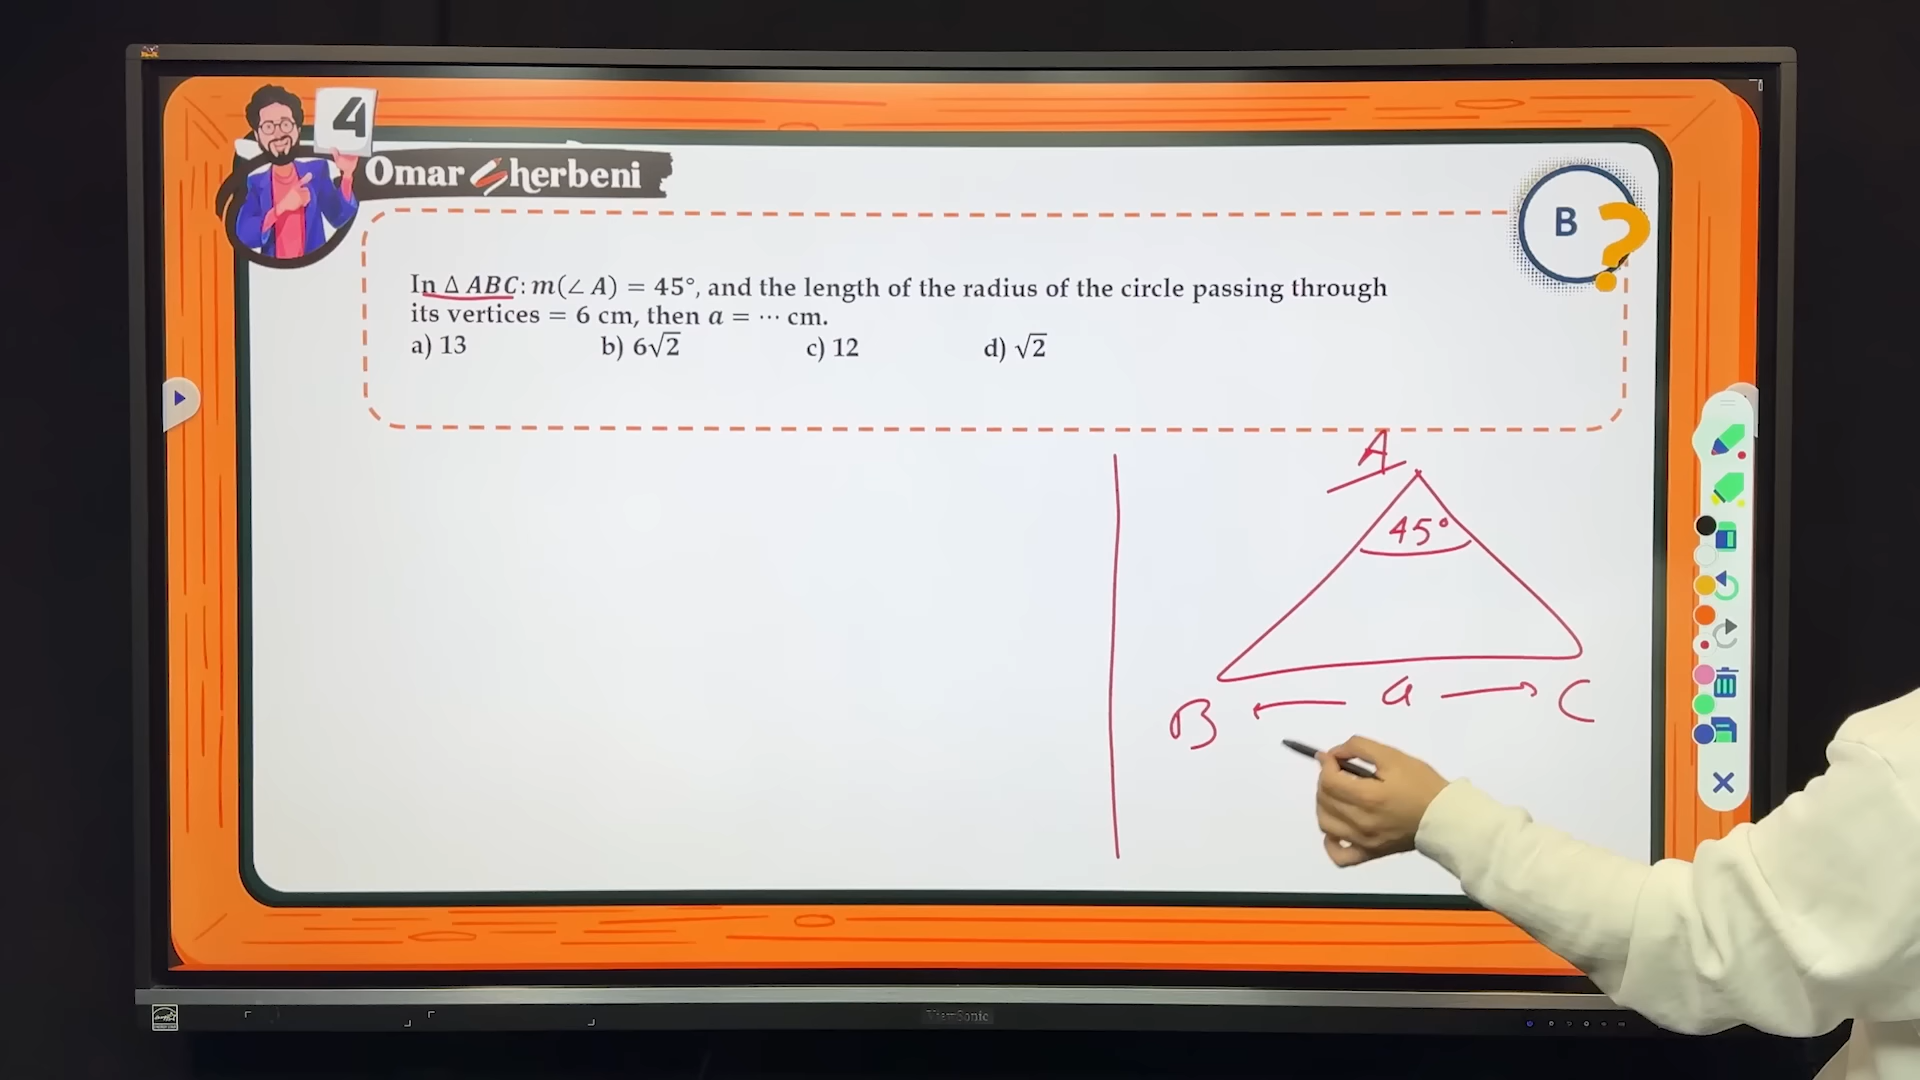 4
Omar Sherbeni
B ?
In Δ ABC: m(∠ A) = 45°, and the length of the radius of the circle passing through
its vertices = 6 cm, then a = ⋯ cm.
a) 13 b) 6√2 c) 12 d) √2
A
45°
B a C
ViewSonic